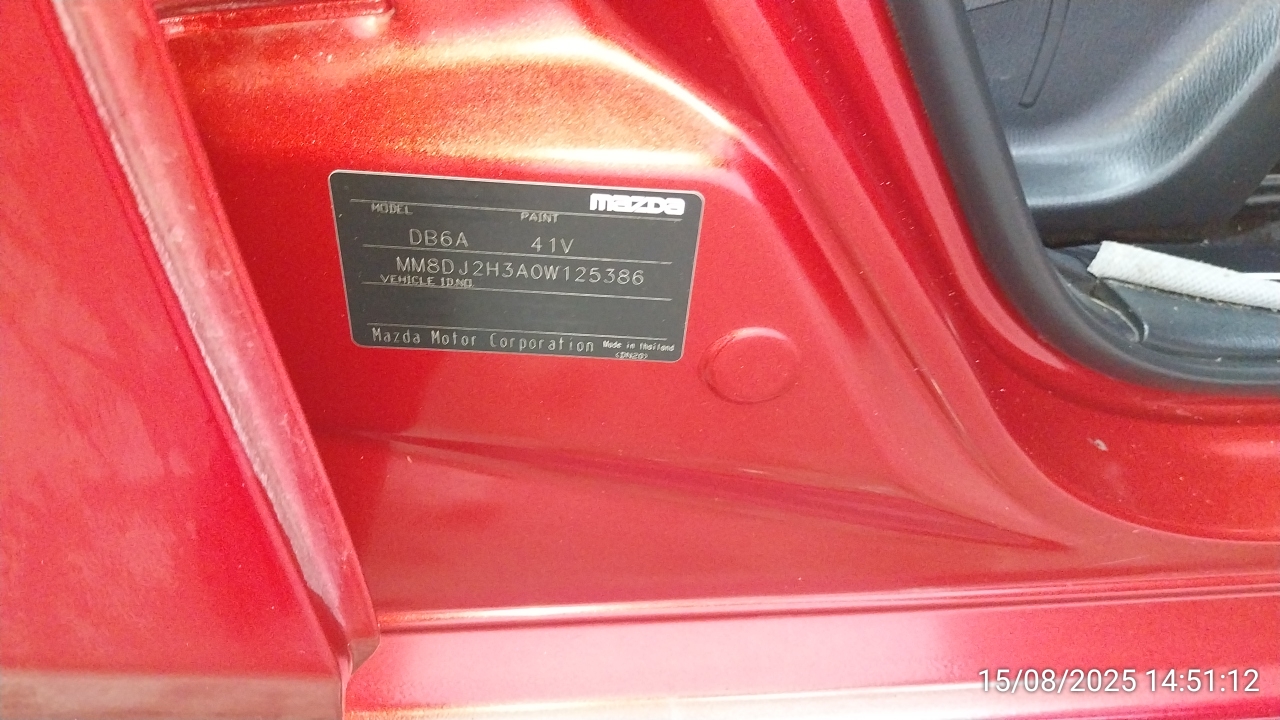 mazda
MODEL PAINT
DB6A 41V
MM8DJ2H3A0W125386
VEHICLE ID.NO.
Mazda Motor Corporation Made in Thailand
(DN2G)
15/08/2025 14:51:12